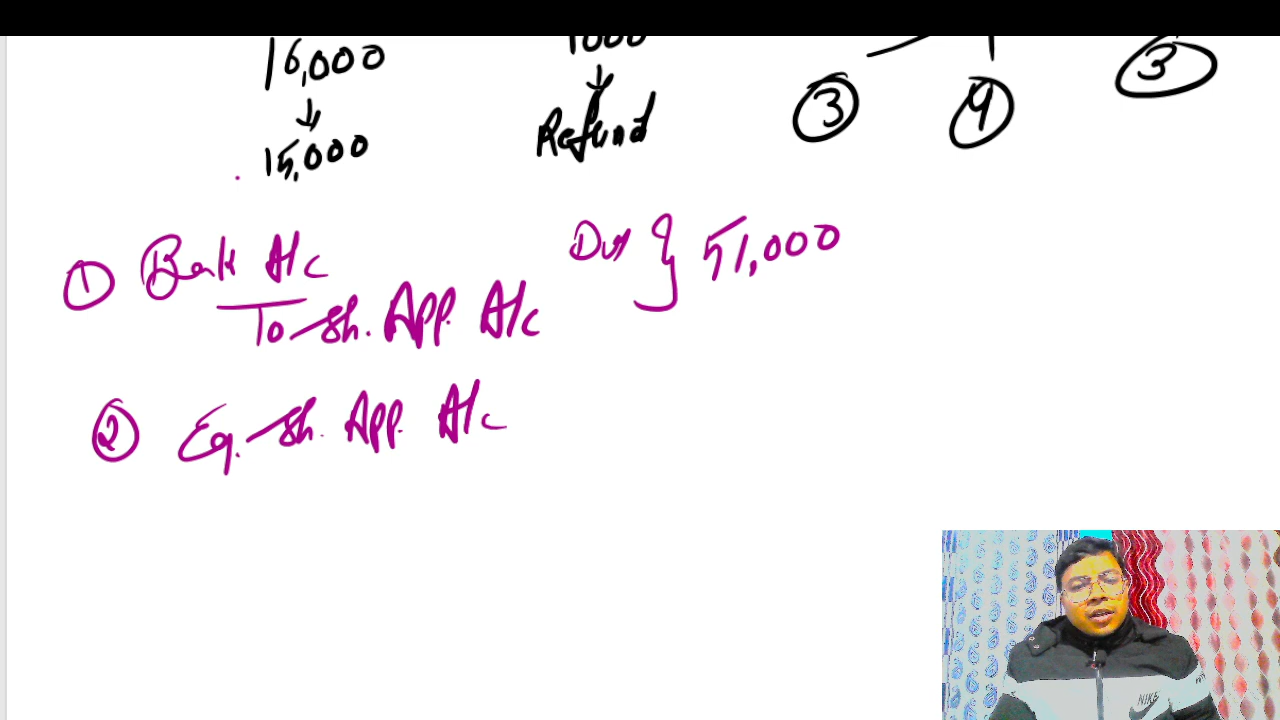 16,000
1000
15,000
Refund
3 4 3
① Bank A/c Dr } 51,000
To Sh. App. A/c
② Eq. Sh. App. A/c
NIKE